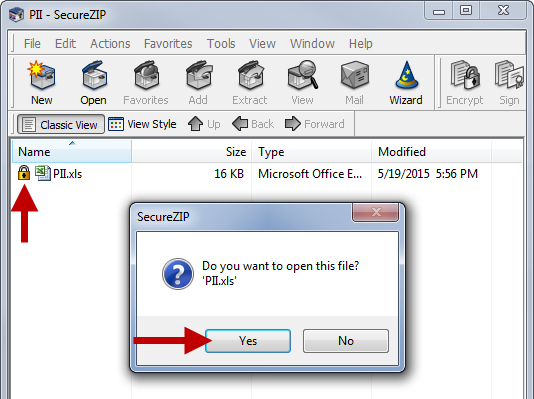 PII - SecureZIP
File Edit Actions Favorites Tools View Window Help
New Open Favorites Add Extract View Mail Wizard Encrypt Sign
Classic View View Style Up Back Forward
Name Size Type Modified
PII.xls 16 KB Microsoft Office E... 5/19/2015 5:56 PM
SecureZIP
Do you want to open this file?
'PII.xls'
Yes No